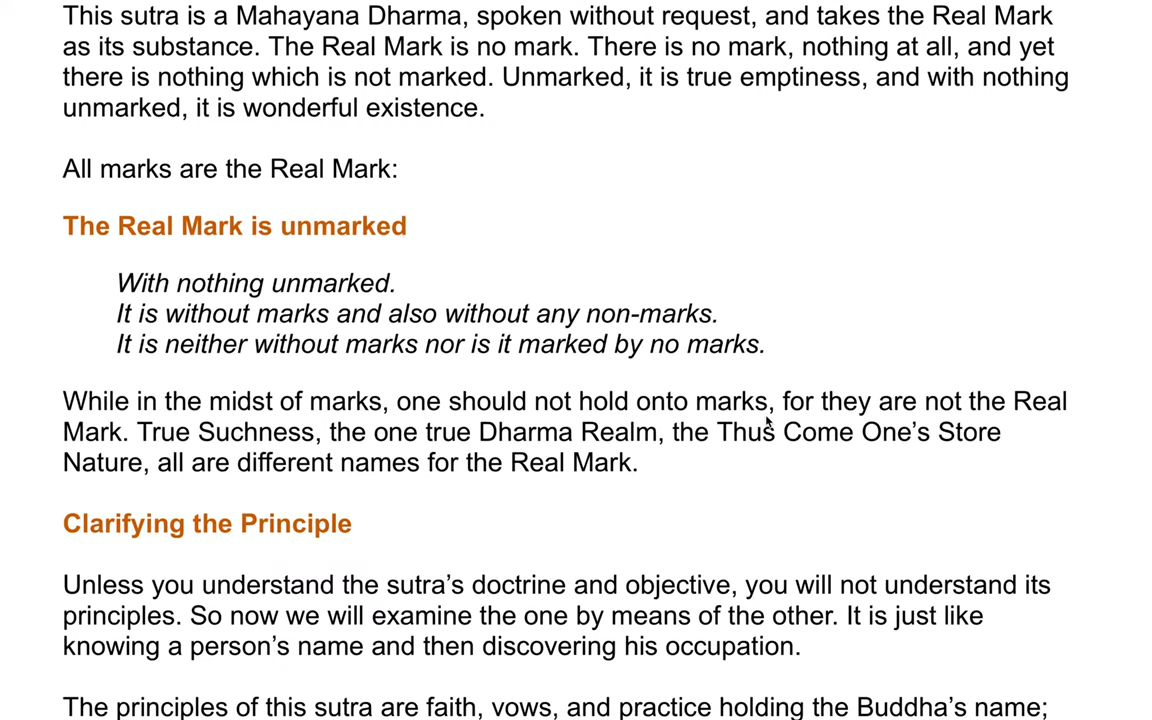 This sutra is a Mahayana Dharma, spoken without request, and takes the Real Mark
as its substance. The Real Mark is no mark. There is no mark, nothing at all, and yet
there is nothing which is not marked. Unmarked, it is true emptiness, and with nothing
unmarked, it is wonderful existence.
All marks are the Real Mark:
The Real Mark is unmarked
With nothing unmarked.
It is without marks and also without any non-marks.
It is neither without marks nor is it marked by no marks.
While in the midst of marks, one should not hold onto marks, for they are not the Real
Mark. True Suchness, the one true Dharma Realm, the Thus Come One’s Store
Nature, all are different names for the Real Mark.
Clarifying the Principle
Unless you understand the sutra’s doctrine and objective, you will not understand its
principles. So now we will examine the one by means of the other. It is just like
knowing a person’s name and then discovering his occupation.
The principles of this sutra are faith, vows, and practice holding the Buddha’s name;